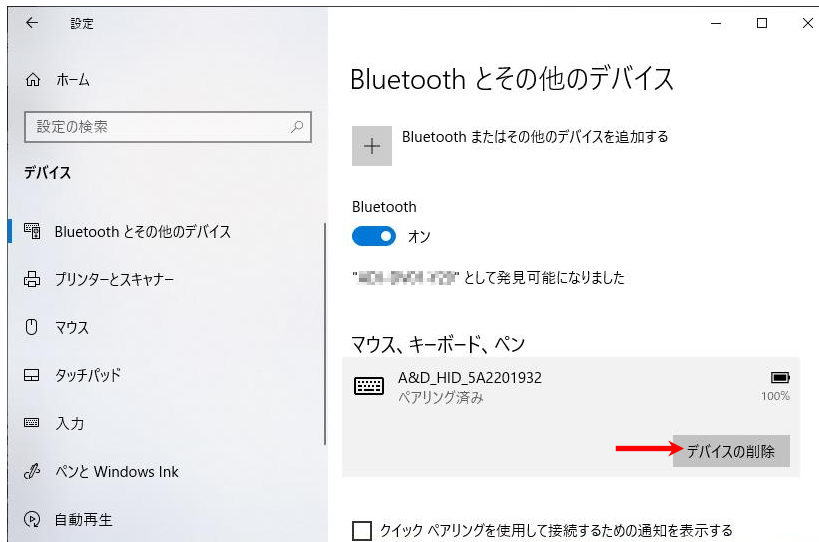 設定
ホーム
設定の検索
デバイス
Bluetooth とその他のデバイス
プリンターとスキャナー
マウス
タッチパッド
入力
ペンと Windows Ink
自動再生
Bluetooth とその他のデバイス
Bluetooth またはその他のデバイスを追加する
Bluetooth
オン
" " として発見可能になりました
マウス、キーボード、ペン
A&D_HID_5A2201932
ペアリング済み
100%
デバイスの削除
クイック ペアリングを使用して接続するための通知を表示する